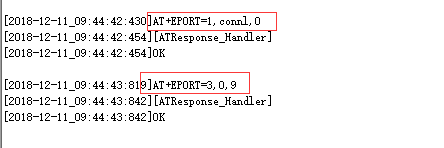 [2018-12-11_09:44:42:430]AT+EPORT=1,connl,0
[2018-12-11_09:44:42:454][ATResponse_Handler]
[2018-12-11_09:44:42:454]OK
[2018-12-11_09:44:43:819]AT+EPORT=3,0,9
[2018-12-11_09:44:43:842][ATResponse_Handler]
[2018-12-11_09:44:43:842]OK